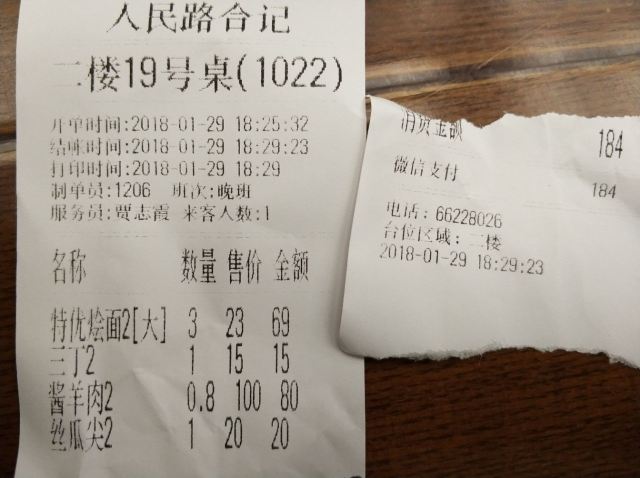 人民路合记
二楼19号桌(1022)
开单时间:2018-01-29 18:25:32
结账时间:2018-01-29 18:29:23
打印时间:2018-01-29 18:29
制单员:1206 班次:晚班
服务员:贾志霞 来客人数:1
名称 数量 售价 金额
特优烩面2[大] 3 23 69
三丁2 1 15 15
酱羊肉2 0.8 100 80
丝瓜尖2 1 20 20
消费金额 184
微信支付 184
电话：66228026
台位区域：二楼
2018-01-29 18:29:23